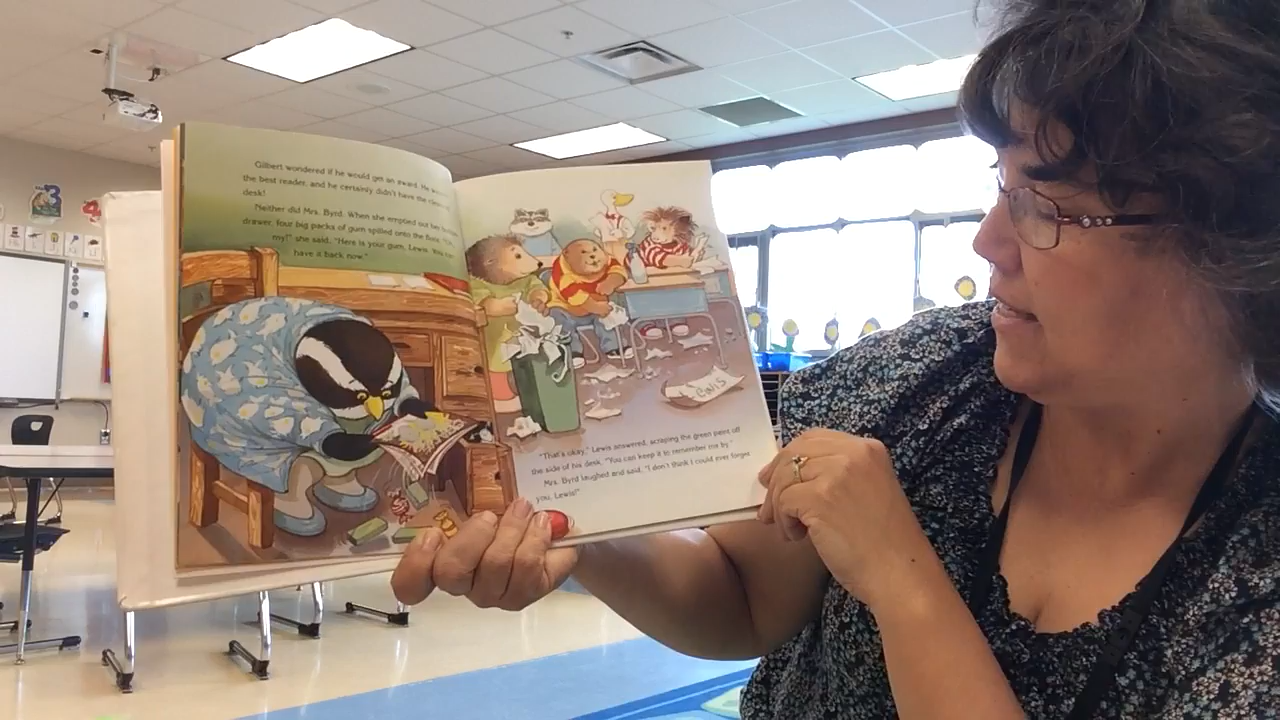 Gilbert wondered if he would get an award. He
the best reader, and he certainly didn't have the
desk!
Neither did Mrs. Byrd. When she emptied out her
drawer, four big packs of gum spilled onto the floor.
my!" she said. "Here is your gum, Lewis. You
have it back now."
"That's okay," Lewis answered, scraping the green paint off
the side of his desk. "You can keep it to remember me by."
Mrs. Byrd laughed and said, "I don't think I could ever forget
you, Lewis!"
3
4